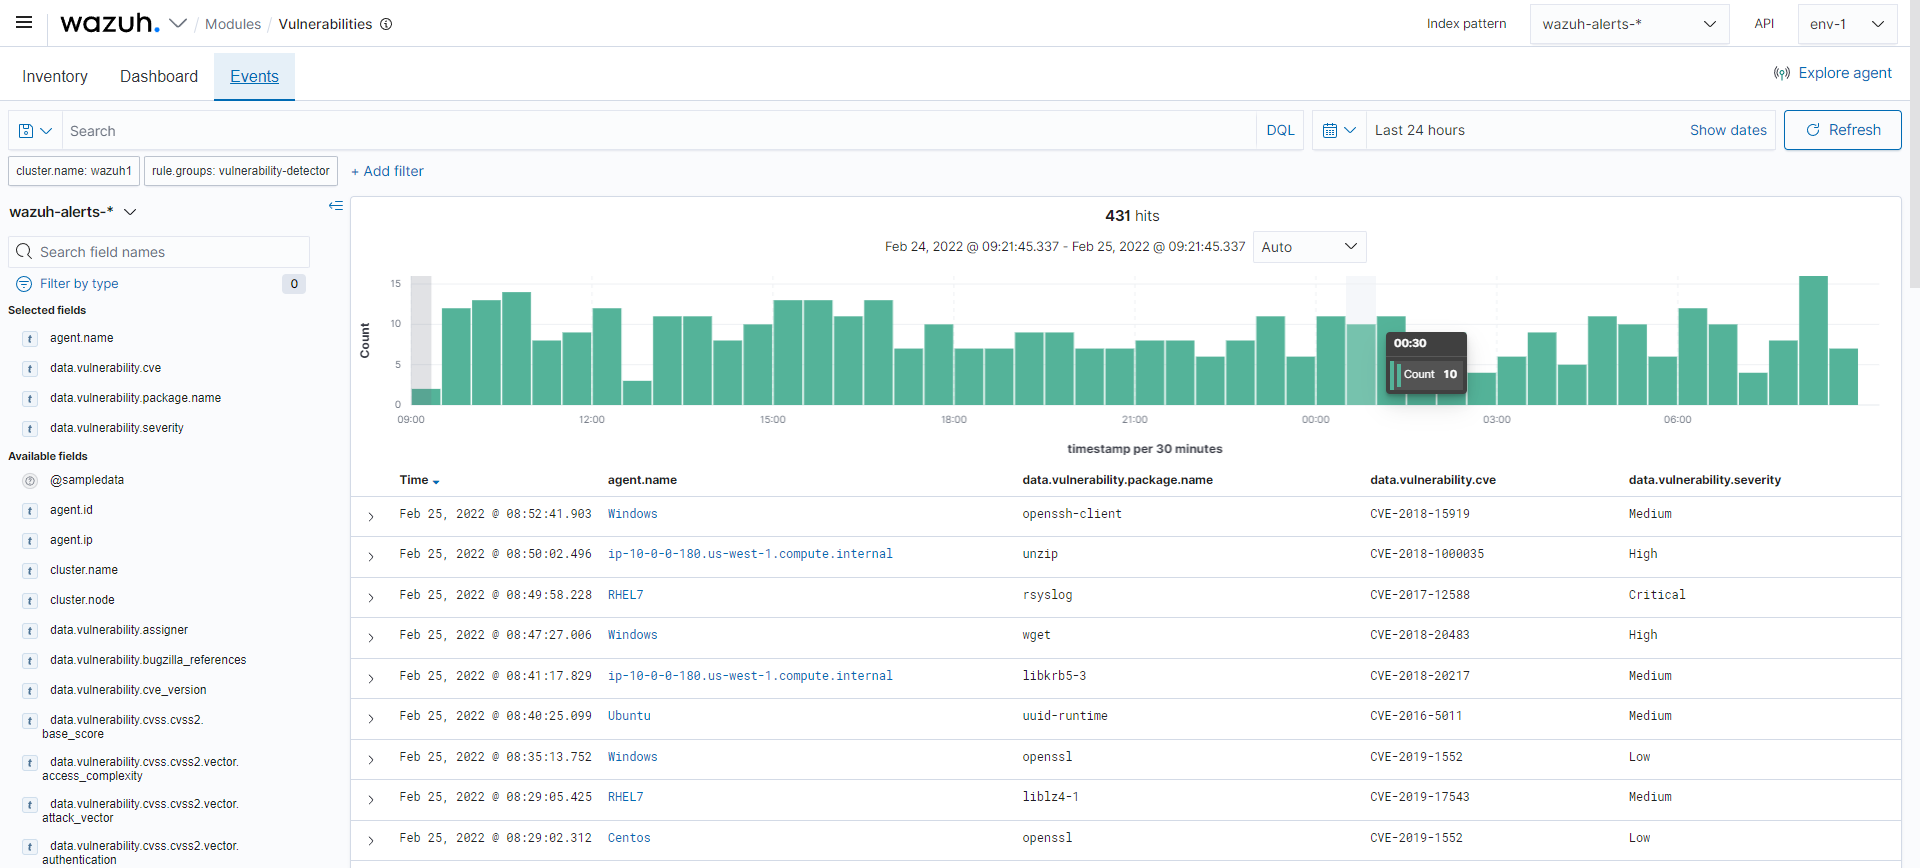 wazuh. / Modules / Vulnerabilities
Index pattern wazuh-alerts-* API env-1
Inventory Dashboard Events
Explore agent
Search DQL Last 24 hours Show dates Refresh
cluster.name: wazuh1 rule.groups: vulnerability-detector + Add filter
wazuh-alerts-*
Search field names
Filter by type 0
Selected fields
t agent.name
t data.vulnerability.cve
t data.vulnerability.package.name
t data.vulnerability.severity
Available fields
? @sampledata
t agent.id
t agent.ip
t cluster.name
t cluster.node
t data.vulnerability.assigner
t data.vulnerability.bugzilla_references
t data.vulnerability.cve_version
t data.vulnerability.cvss.cvss2.
base_score
t data.vulnerability.cvss.cvss2.vector.
access_complexity
t data.vulnerability.cvss.cvss2.vector.
attack_vector
t data.vulnerability.cvss.cvss2.vector.
authentication
431 hits
Feb 24, 2022 @ 09:21:45.337 - Feb 25, 2022 @ 09:21:45.337 Auto
Count
15
10
5
0
00:30
Count 10
09:00 12:00 15:00 18:00 21:00 00:00 03:00 06:00
timestamp per 30 minutes
Time agent.name data.vulnerability.package.name data.vulnerability.cve data.vulnerability.severity
Feb 25, 2022 @ 08:52:41.903 Windows openssh-client CVE-2018-15919 Medium
Feb 25, 2022 @ 08:50:02.496 ip-10-0-0-180.us-west-1.compute.internal unzip CVE-2018-1000035 High
Feb 25, 2022 @ 08:49:58.228 RHEL7 rsyslog CVE-2017-12588 Critical
Feb 25, 2022 @ 08:47:27.006 Windows wget CVE-2018-20483 High
Feb 25, 2022 @ 08:41:17.829 ip-10-0-0-180.us-west-1.compute.internal libkrb5-3 CVE-2018-20217 Medium
Feb 25, 2022 @ 08:40:25.099 Ubuntu uuid-runtime CVE-2016-5011 Medium
Feb 25, 2022 @ 08:35:13.752 Windows openssl CVE-2019-1552 Low
Feb 25, 2022 @ 08:29:05.425 RHEL7 liblz4-1 CVE-2019-17543 Medium
Feb 25, 2022 @ 08:29:02.312 Centos openssl CVE-2019-1552 Low